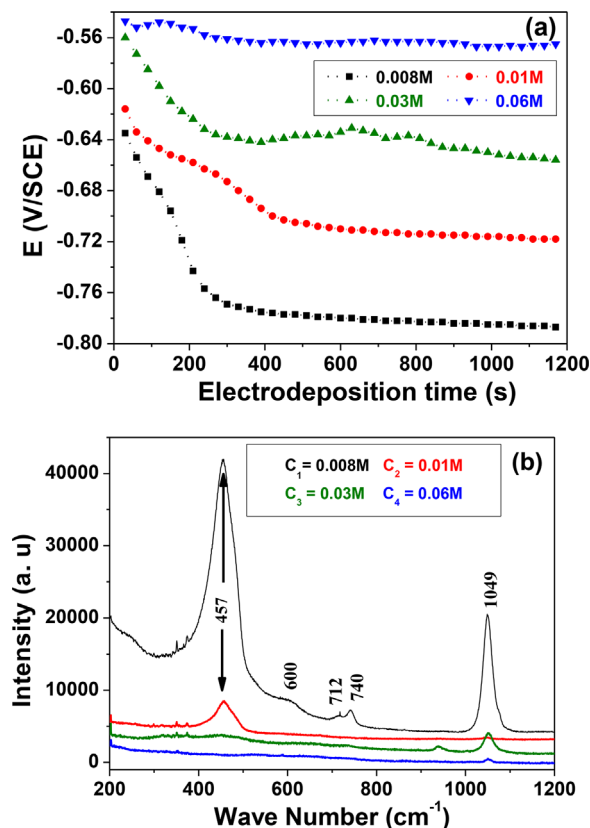 (a)
0.008M 0.01M
0.03M 0.06M
-0.56
-0.60
-0.64
-0.68
-0.72
-0.76
-0.80
E (V/SCE)
0 200 400 600 800 1000 1200
Electrodeposition time (s)
(b)
C1 = 0.008M C2 = 0.01M
C3 = 0.03M C4 = 0.06M
40000
30000
20000
10000
0
Intensity (a. u)
457
600
712
740
1049
200 400 600 800 1000 1200
Wave Number (cm-1)